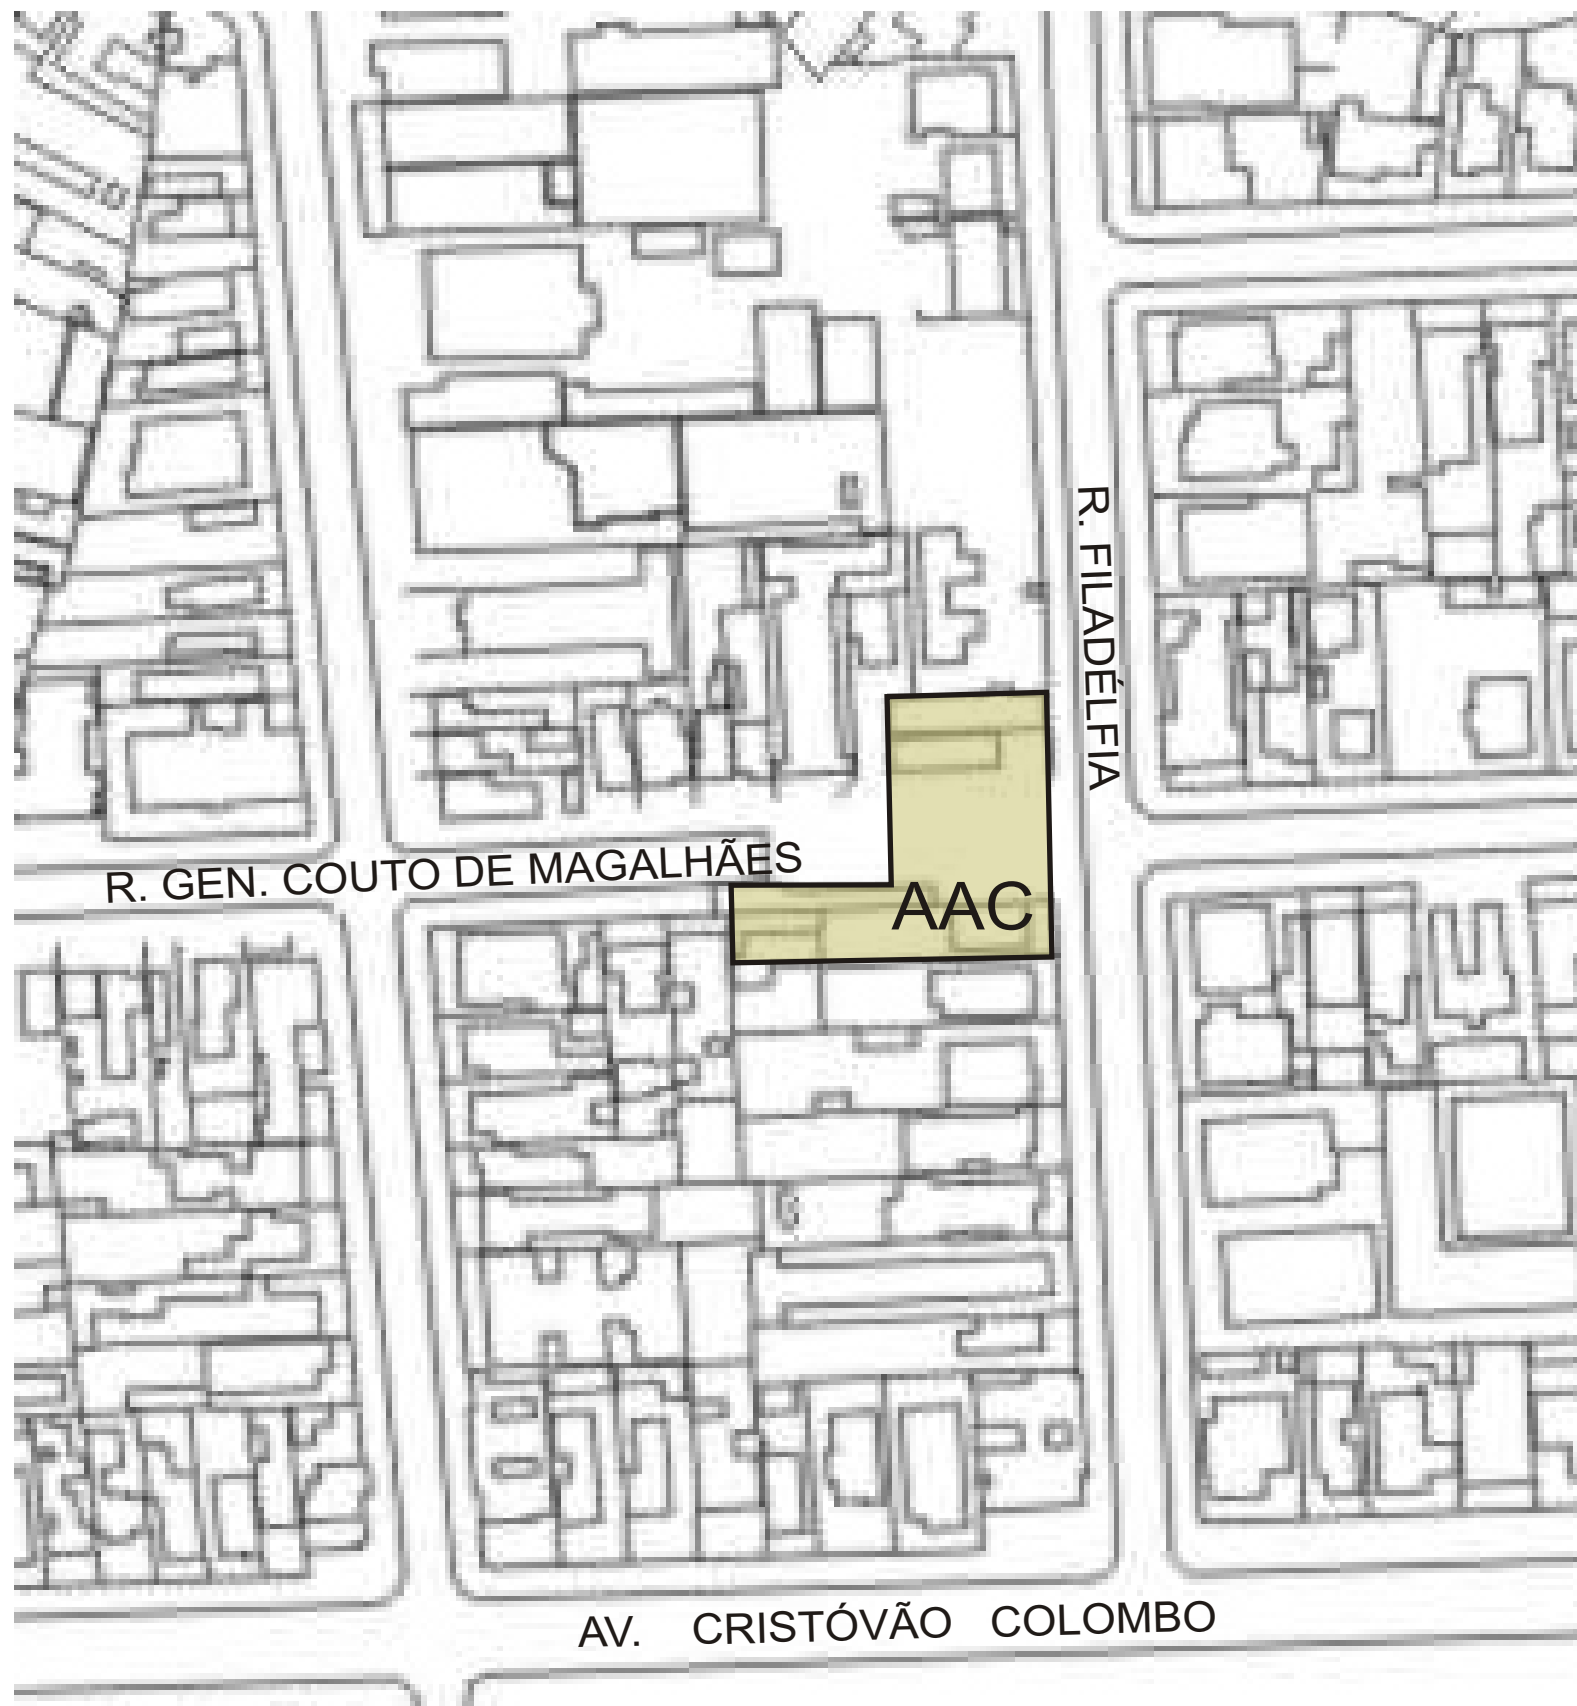 R. FILADÉLFIA
R. GEN. COUTO DE MAGALHÃES
AAC
AV. CRISTÓVÃO COLOMBO